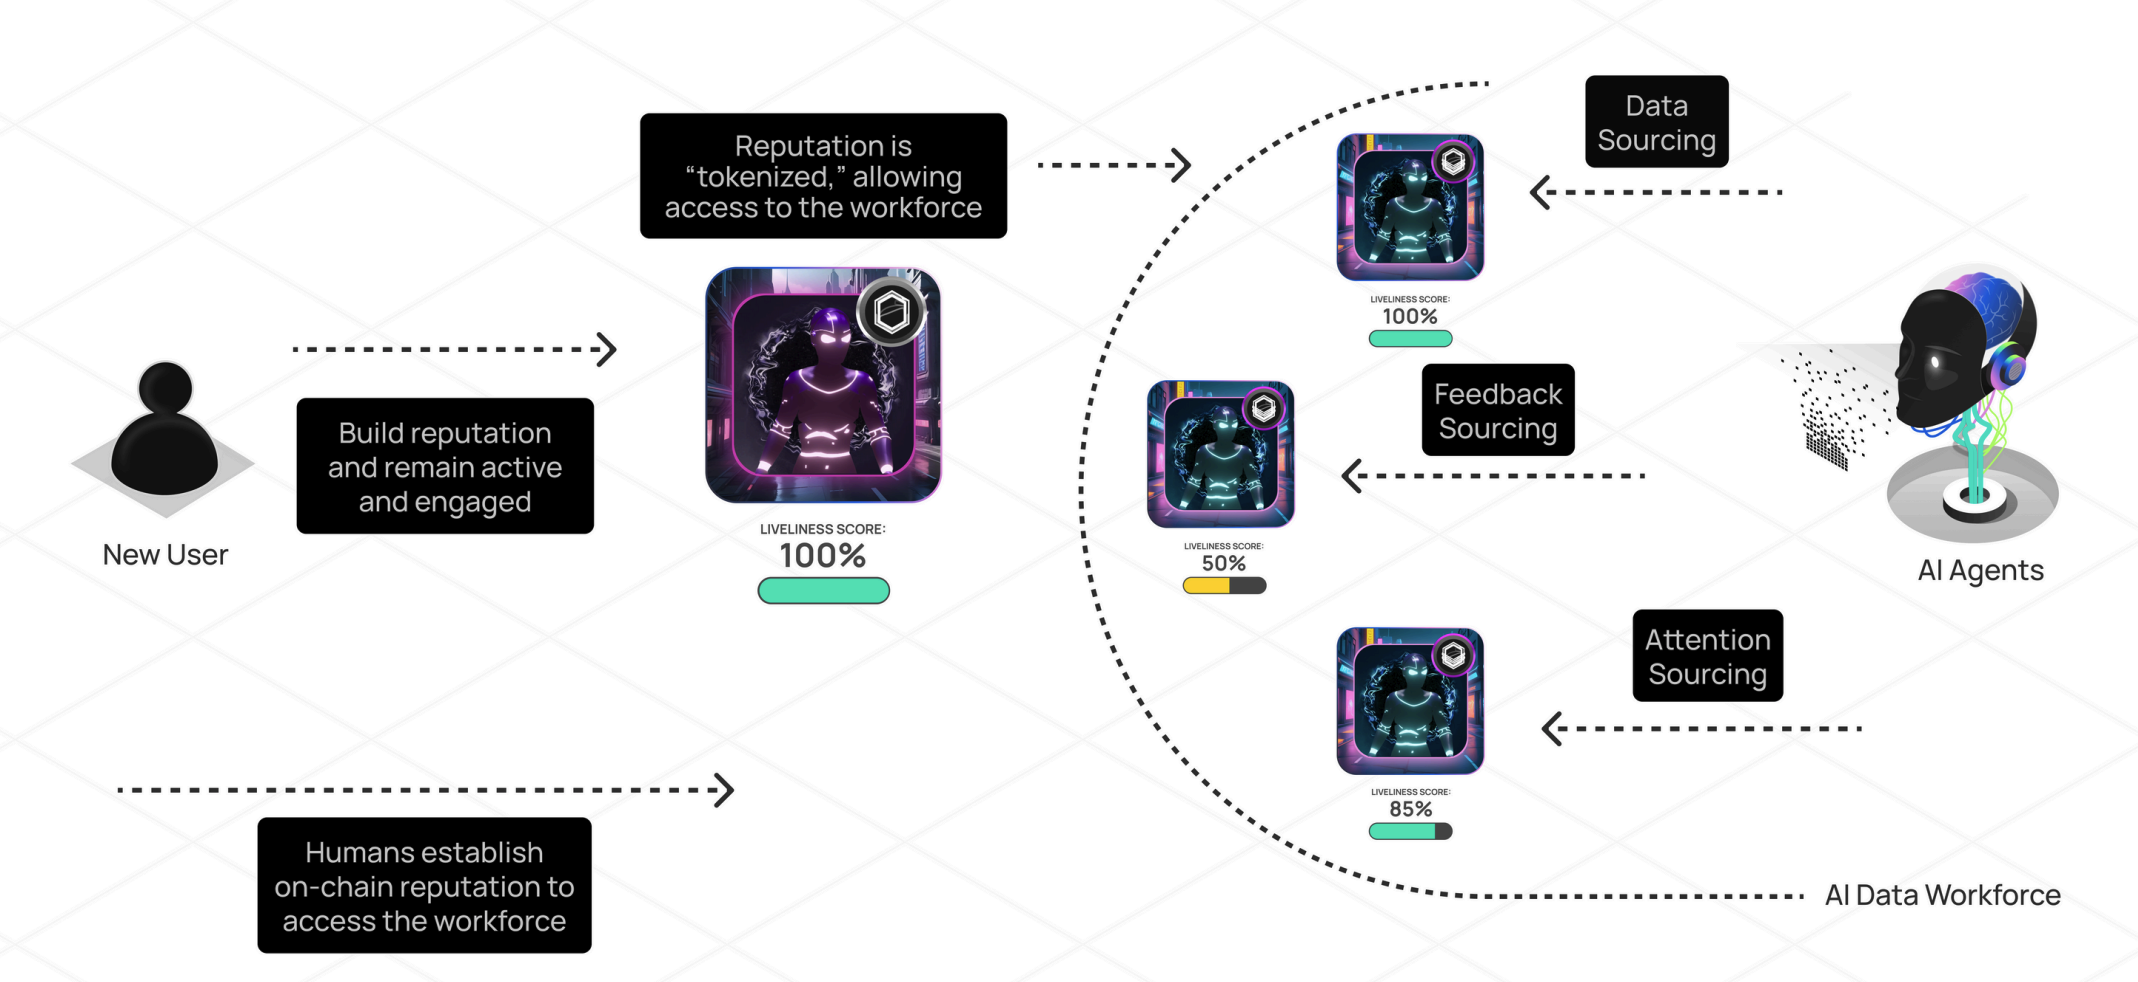 Reputation is
“tokenized,” allowing
access to the workforce
Build reputation
and remain active
and engaged
New User
LIVELINESS SCORE:
100%
Humans establish
on-chain reputation to
access the workforce
Data
Sourcing
LIVELINESS SCORE:
100%
Feedback
Sourcing
LIVELINESS SCORE:
50%
AI Agents
Attention
Sourcing
LIVELINESS SCORE:
85%
AI Data Workforce